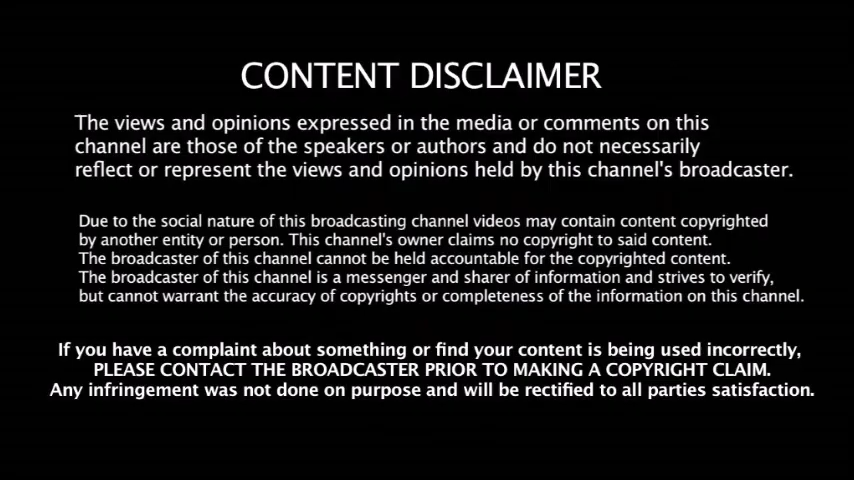 CONTENT DISCLAIMER
The views and opinions expressed in the media or comments on this
channel are those of the speakers or authors and do not necessarily
reflect or represent the views and opinions held by this channel's broadcaster.
Due to the social nature of this broadcasting channel videos may contain content copyrighted
by another entity or person. This channel's owner claims no copyright to said content.
The broadcaster of this channel cannot be held accountable for the copyrighted content.
The broadcaster of this channel is a messenger and sharer of information and strives to verify,
but cannot warrant the accuracy of copyrights or completeness of the information on this channel.
If you have a complaint about something or find your content is being used incorrectly,
PLEASE CONTACT THE BROADCASTER PRIOR TO MAKING A COPYRIGHT CLAIM.
Any infringement was not done on purpose and will be rectified to all parties satisfaction.